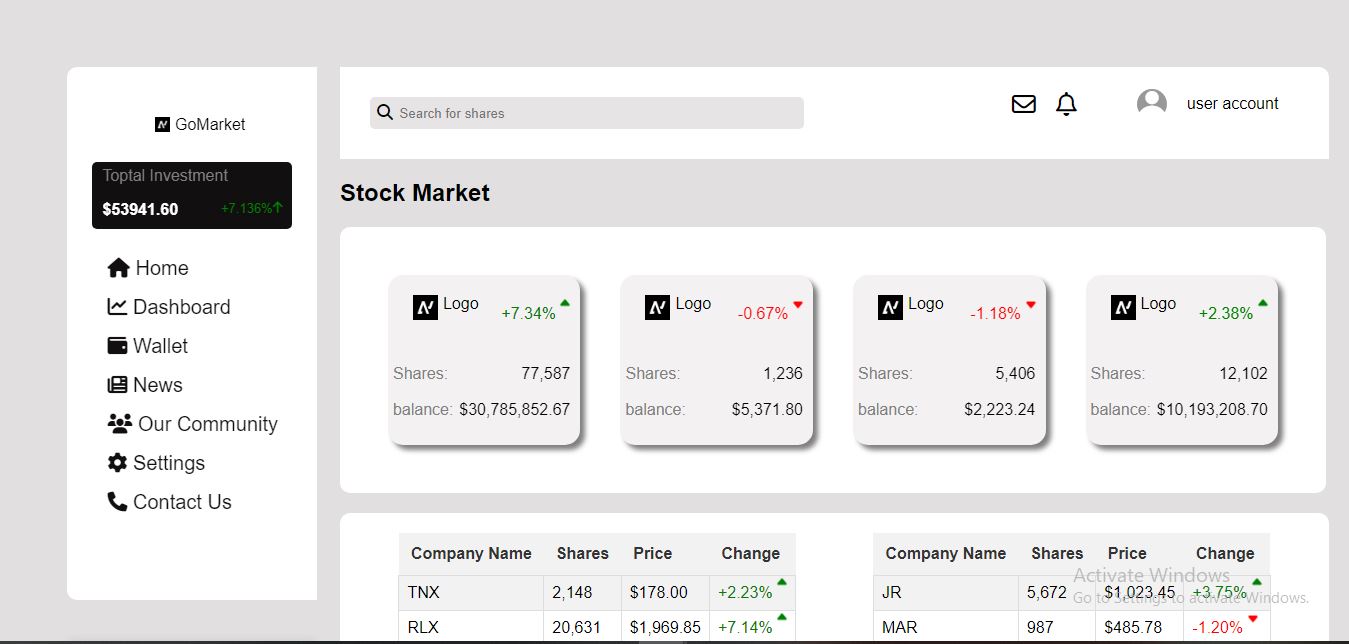 GoMarket
Toptal Investment
$53941.60 +7.136%
Home
Dashboard
Wallet
News
Our Community
Settings
Contact Us
Search for shares
user account
Stock Market
Logo +7.34%
Shares: 77,587
balance: $30,785,852.67
Logo -0.67%
Shares: 1,236
balance: $5,371.80
Logo -1.18%
Shares: 5,406
balance: $2,223.24
Logo +2.38%
Shares: 12,102
balance: $10,193,208.70
Company Name Shares Price Change
TNX 2,148 $178.00 +2.23%
RLX 20,631 $1,969.85 +7.14%
Company Name Shares Price Change
JR 5,672 $1,023.45 +3.75%
MAR 987 $485.78 -1.20%
Activate Windows
Go to Settings to activate Windows.